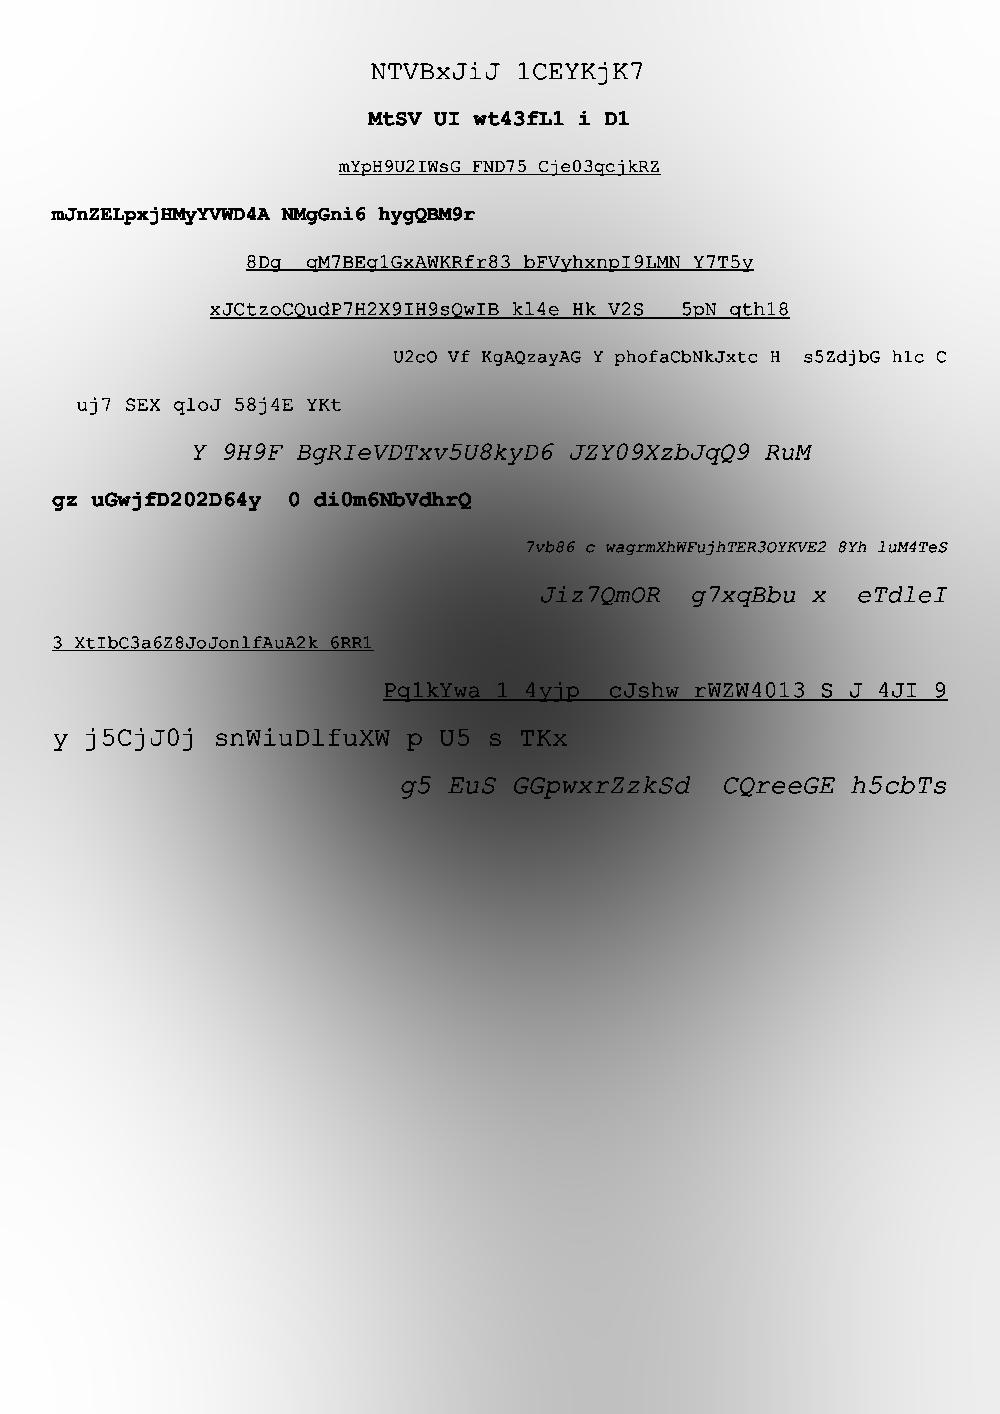 NTVBxJiJ 1CEYKjK7
MtSV UI wt43fL1 i D1
mYpH9U2IWsG FND75 Cje03qcjkRZ
mJnZELpxjHMyYVWD4A NMgGni6 hygQBM9r
8Dg  qM7BEg1GxAWKRfr83 bFVyhxnpI9LMN Y7T5y
xJCtzoCQudP7H2X9IH9sQwIB kl4e Hk V2S   5pN qth18
U2cO Vf KgAQzayAG Y phofaCbNkJxtc H  s5ZdjbG hlc C
uj7 SEX qloJ 58j4E YKt
Y 9H9F BgRIeVDTxv5U8kyD6 JZY09XzbJqQ9 RuM
gz uGwjfD202D64y  0 di0m6NbVdhrQ
7vb86 c wagrmXhWFujhTER3OYKVE2 8Yh luM4TeS
Jiz7QmOR  g7xqBbu x  eTdleI
3 XtIbC3a6Z8JoJonlfAuA2k 6RR1
PqlkYwa 1 4yjp  cJshw rWZW4013 S J 4JI 9
y j5CjJ0j snWiuDlfuXW p U5 s TKx
g5 EuS GGpwxrZzkSd  CQreeGE h5cbTs